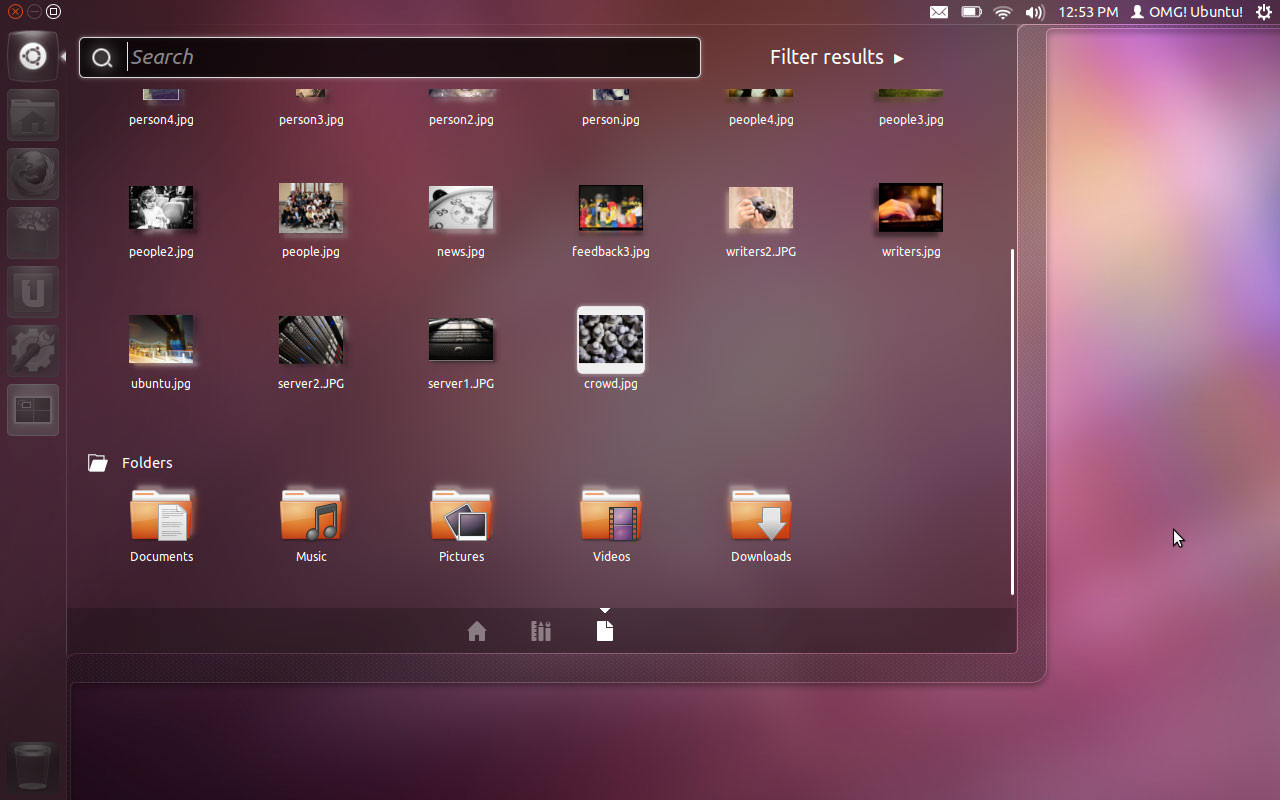 12:53 PM OMG! Ubuntu!
Search
Filter results ▸
person4.jpg person3.jpg person2.jpg person.jpg people4.jpg people3.jpg
people2.jpg people.jpg news.jpg feedback3.jpg writers2.JPG writers.jpg
ubuntu.jpg server2.JPG server1.JPG crowd.jpg
Folders
Documents Music Pictures Videos Downloads